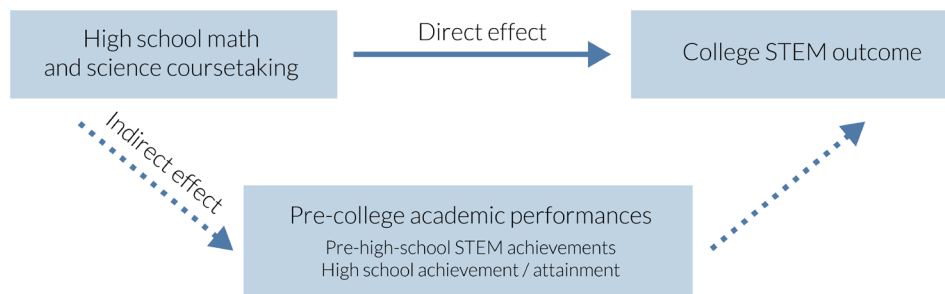 High school math
and science coursetaking
Direct effect
College STEM outcome
Indirect effect
Pre-college academic performances
Pre-high-school STEM achievements
High school achievement / attainment